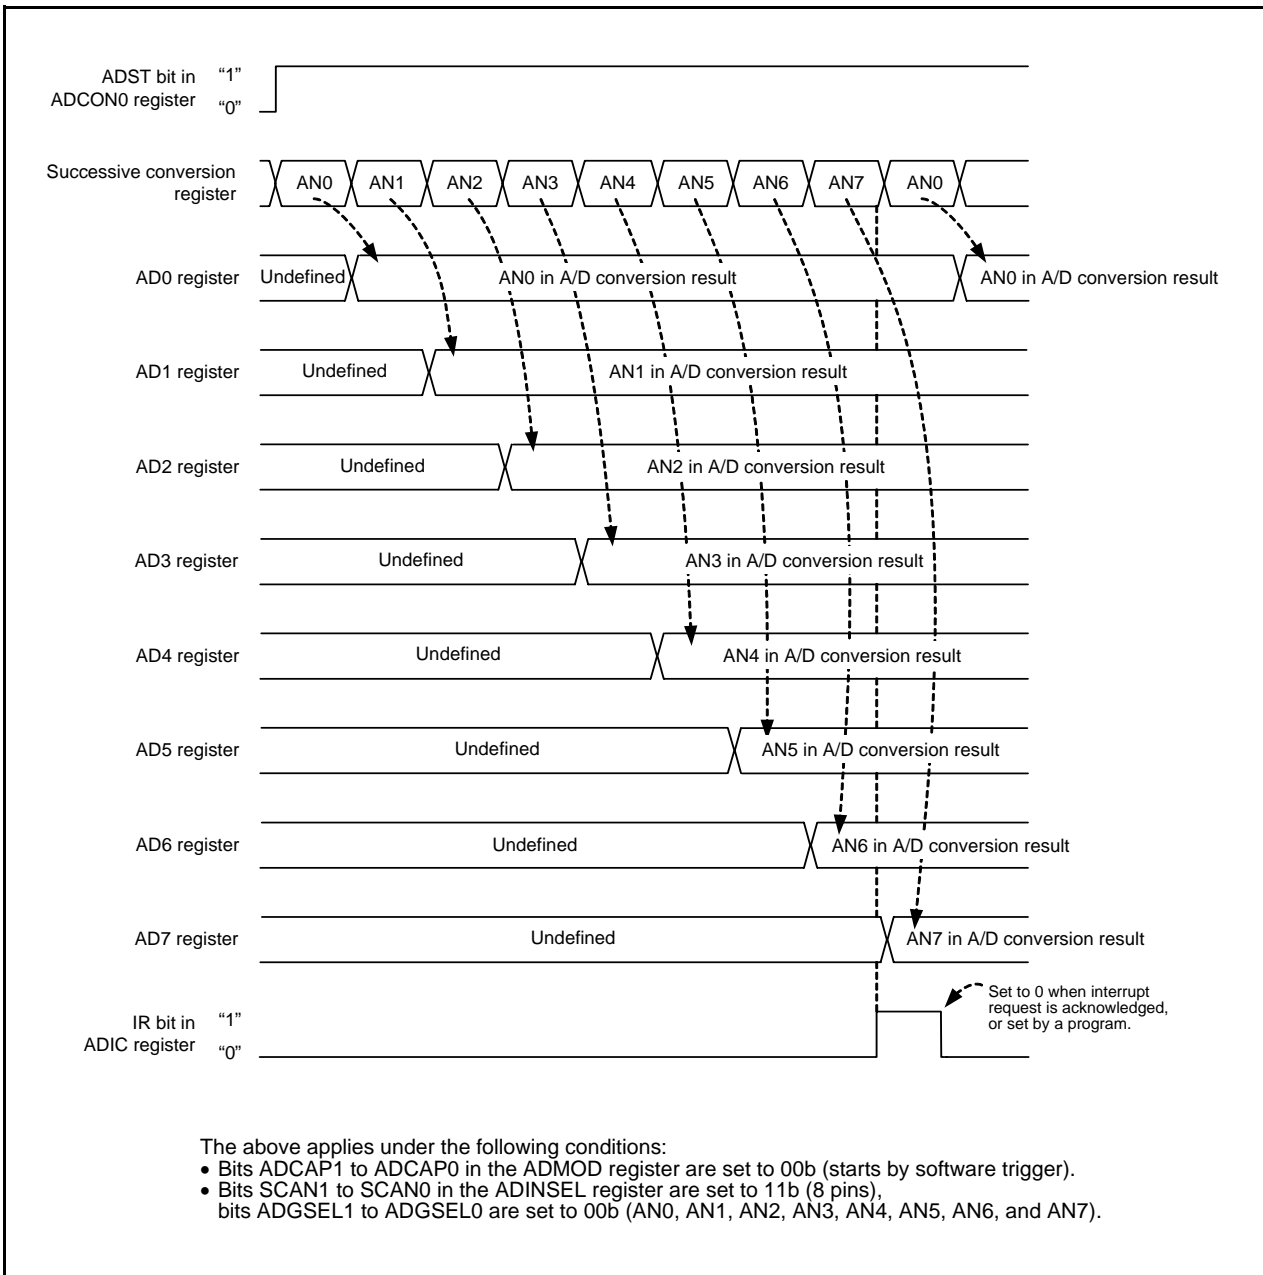 ADST bit in “1”
ADCON0 register “0”
Successive conversion
register
AN0 AN1 AN2 AN3 AN4 AN5 AN6 AN7 AN0
AD0 register Undefined AN0 in A/D conversion result AN0 in A/D conversion result
AD1 register Undefined AN1 in A/D conversion result
AD2 register Undefined AN2 in A/D conversion result
AD3 register Undefined AN3 in A/D conversion result
AD4 register Undefined AN4 in A/D conversion result
AD5 register Undefined AN5 in A/D conversion result
AD6 register Undefined AN6 in A/D conversion result
AD7 register Undefined AN7 in A/D conversion result
Set to 0 when interrupt
request is acknowledged,
or set by a program.
IR bit in “1”
ADIC register “0”
The above applies under the following conditions:
• Bits ADCAP1 to ADCAP0 in the ADMOD register are set to 00b (starts by software trigger).
• Bits SCAN1 to SCAN0 in the ADINSEL register are set to 11b (8 pins),
bits ADGSEL1 to ADGSEL0 are set to 00b (AN0, AN1, AN2, AN3, AN4, AN5, AN6, and AN7).